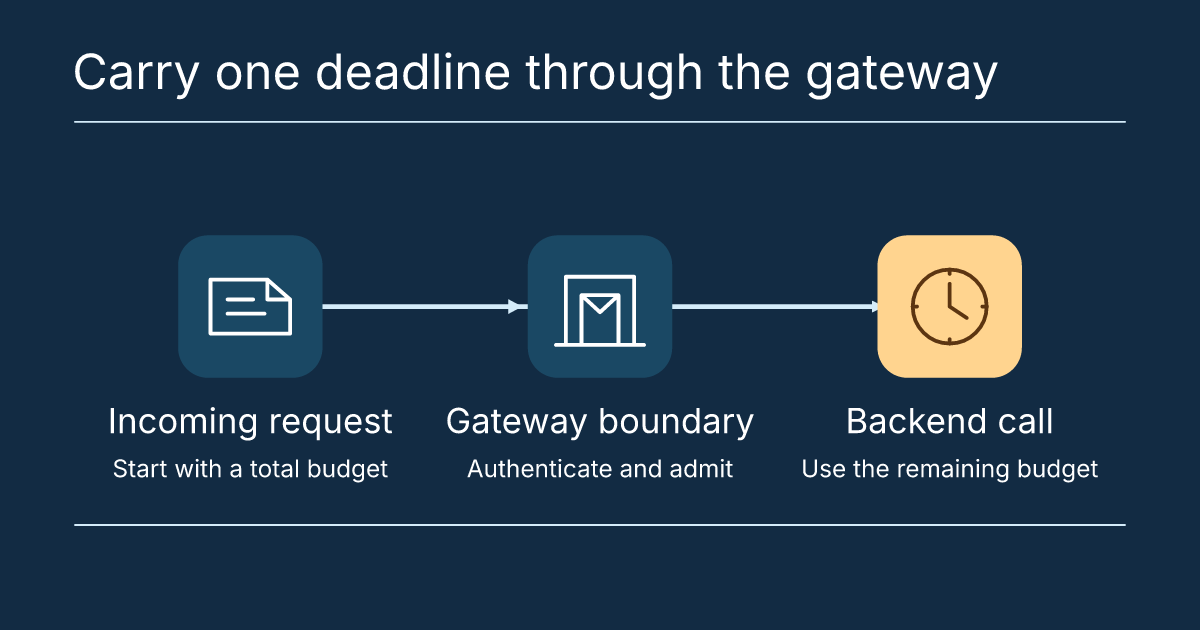 Carry one deadline through the gateway
Incoming request
Start with a total budget
Gateway boundary
Authenticate and admit
Backend call
Use the remaining budget